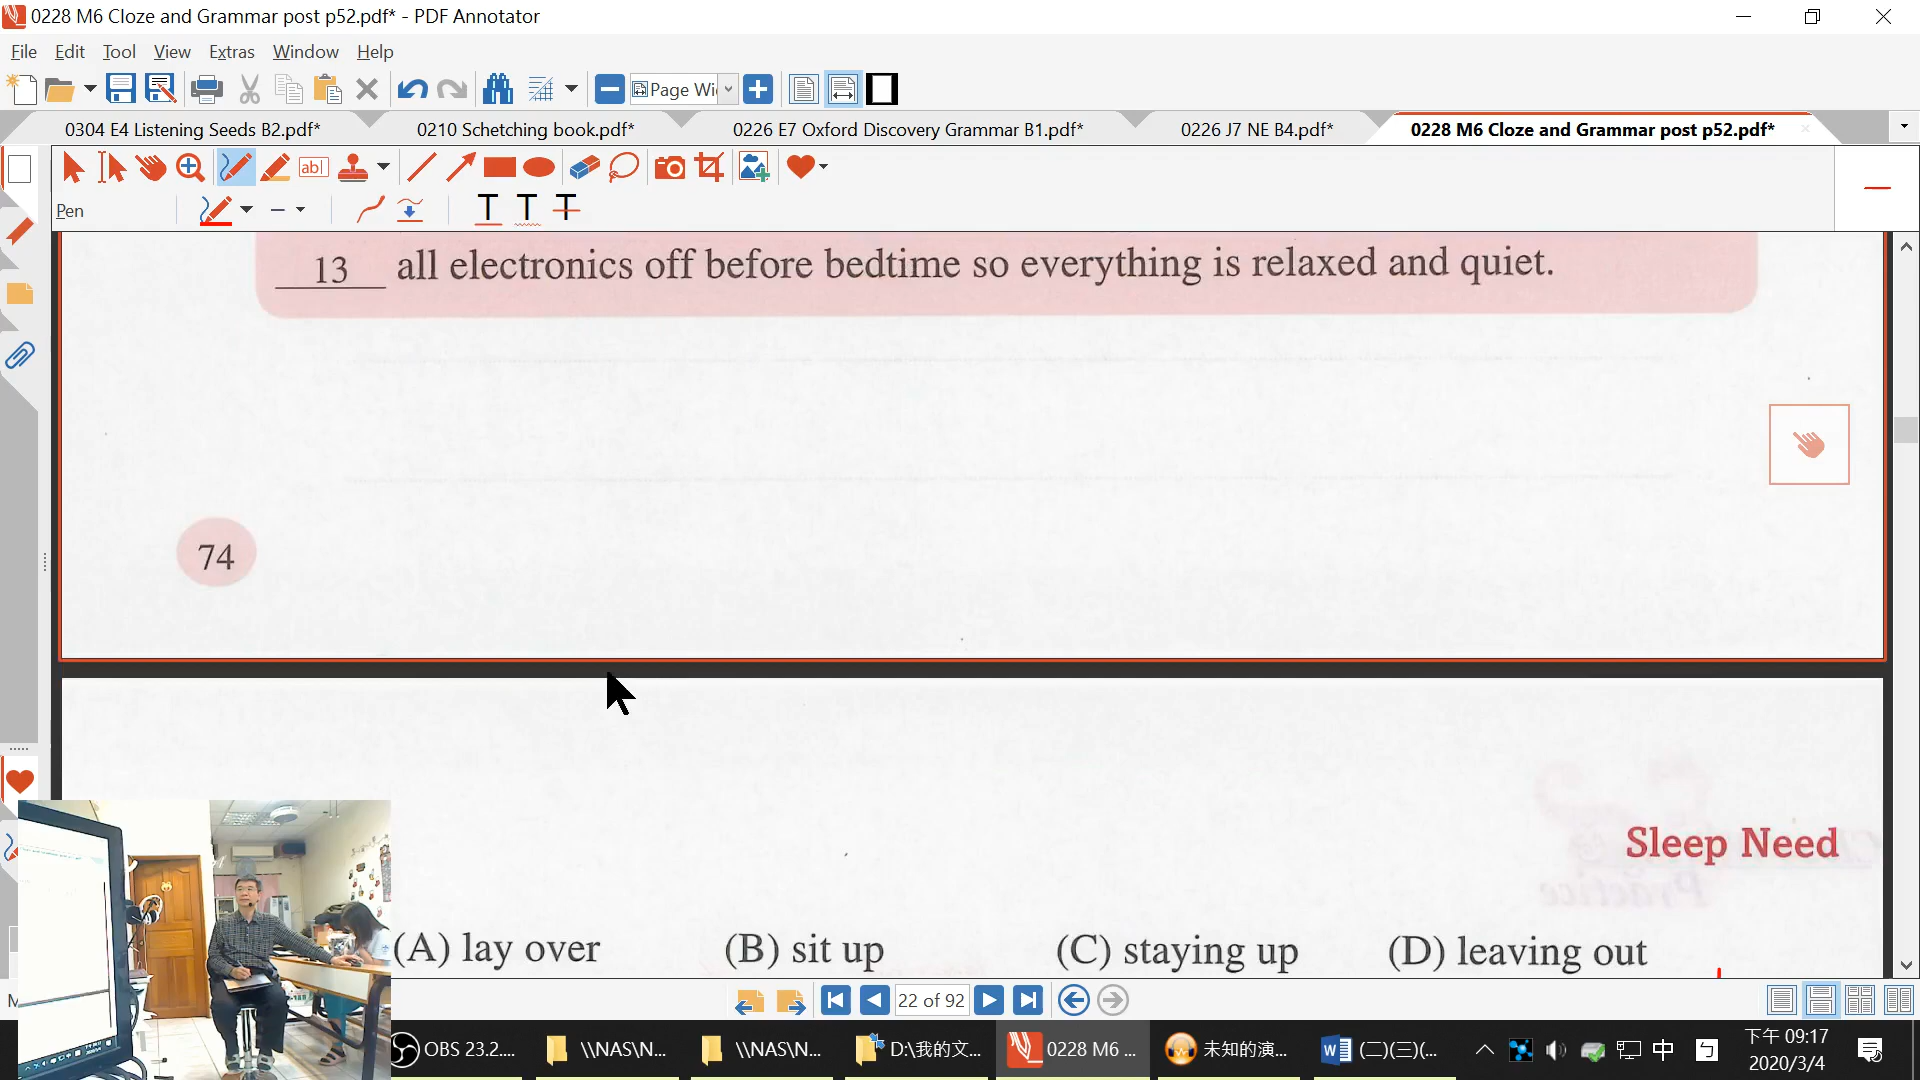 0228 M6 Cloze and Grammar post p52.pdf* - PDF Annotator
File Edit Tool View Extras Window Help
Page Wi
0304 E4 Listening Seeds B2.pdf* 0210 Schetching book.pdf* 0226 E7 Oxford Discovery Grammar B1.pdf* 0226 J7 NE B4.pdf* 0228 M6 Cloze and Grammar post p52.pdf*
Pen
13 all electronics off before bedtime so everything is relaxed and quiet.
74
Sleep Need
(A) lay over (B) sit up (C) staying up (D) leaving out
22 of 92
OBS 23.2.... \\NAS\N... \\NAS\N... D:\我的文... 0228 M6 ... 未知的演... (二)(三)(... 中 ㄅ 下午 09:17
2020/3/4